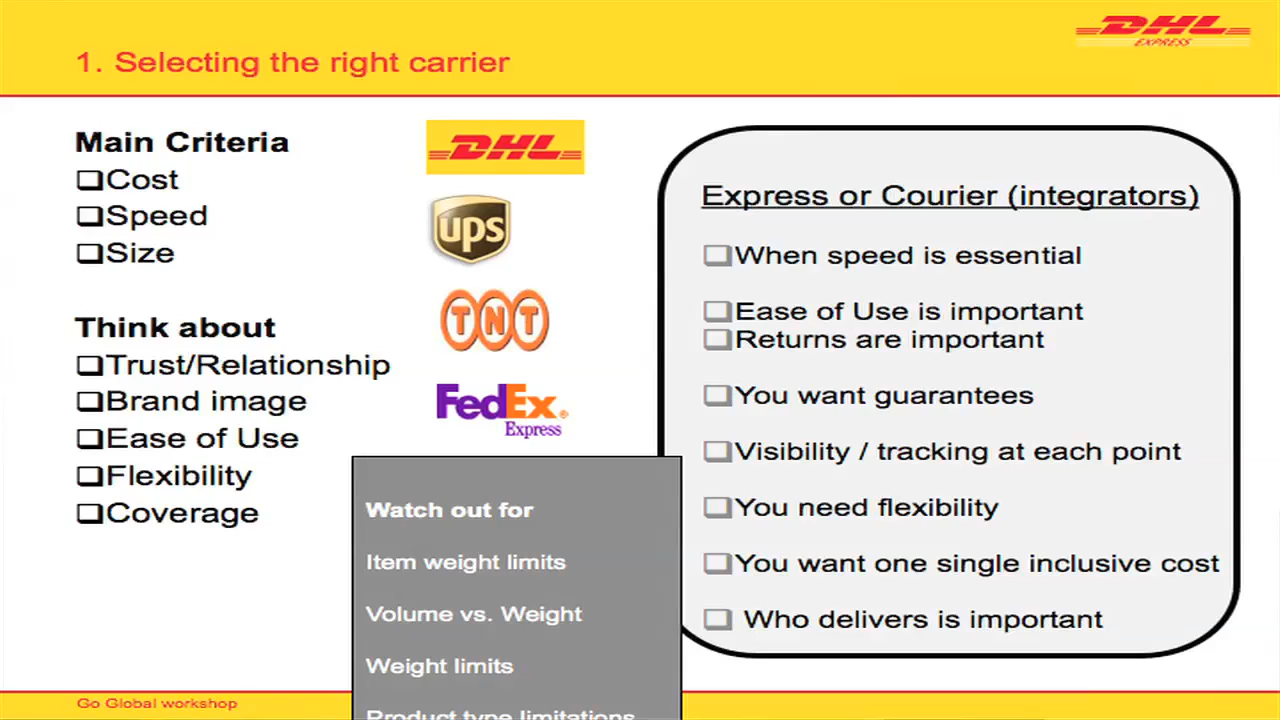 DHL
EXPRESS
1. Selecting the right carrier
Main Criteria
Cost
Speed
Size
Think about
Trust/Relationship
Brand image
Ease of Use
Flexibility
Coverage
DHL
ups
TNT
FedEx®
Express
Watch out for
Item weight limits
Volume vs. Weight
Weight limits
Product type limitations
Express or Courier (integrators)
When speed is essential
Ease of Use is important
Returns are important
You want guarantees
Visibility / tracking at each point
You need flexibility
You want one single inclusive cost
Who delivers is important
Go Global workshop